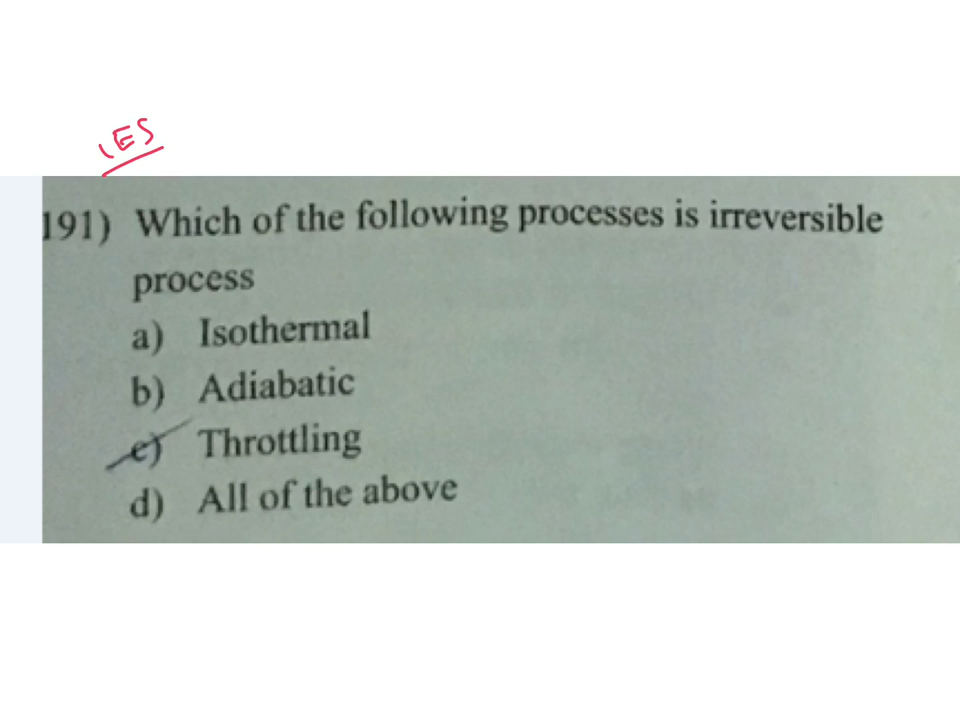 IES
191) Which of the following processes is irreversible
process
a) Isothermal
b) Adiabatic
c) Throttling
d) All of the above